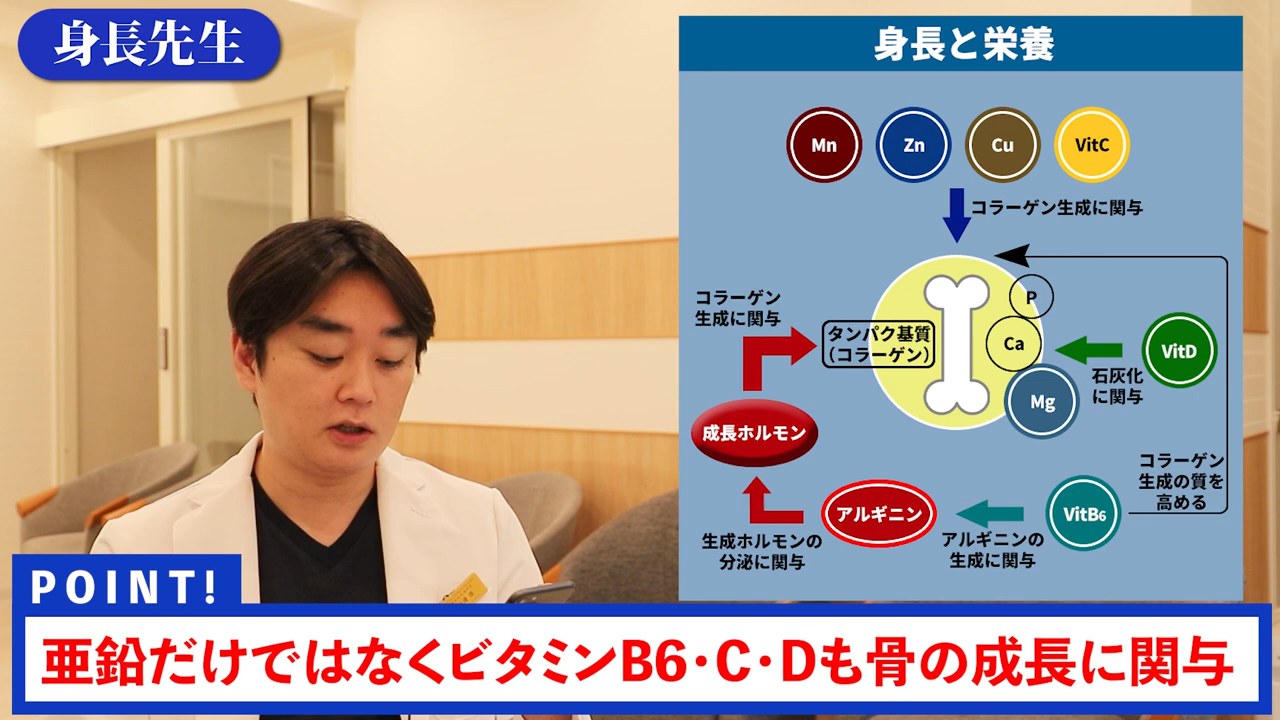 身長先生
身長と栄養
Mn
Zn
Cu
VitC
コラーゲン生成に関与
コラーゲン
生成に関与
タンパク基質
(コラーゲン)
P
Ca
Mg
VitD
石灰化
に関与
成長ホルモン
コラーゲン
生成の質を
高める
アルギニン
VitB6
生成ホルモンの
分泌に関与
アルギニンの
生成に関与
POINT!
亜鉛だけではなくビタミンB6・C・Dも骨の成長に関与